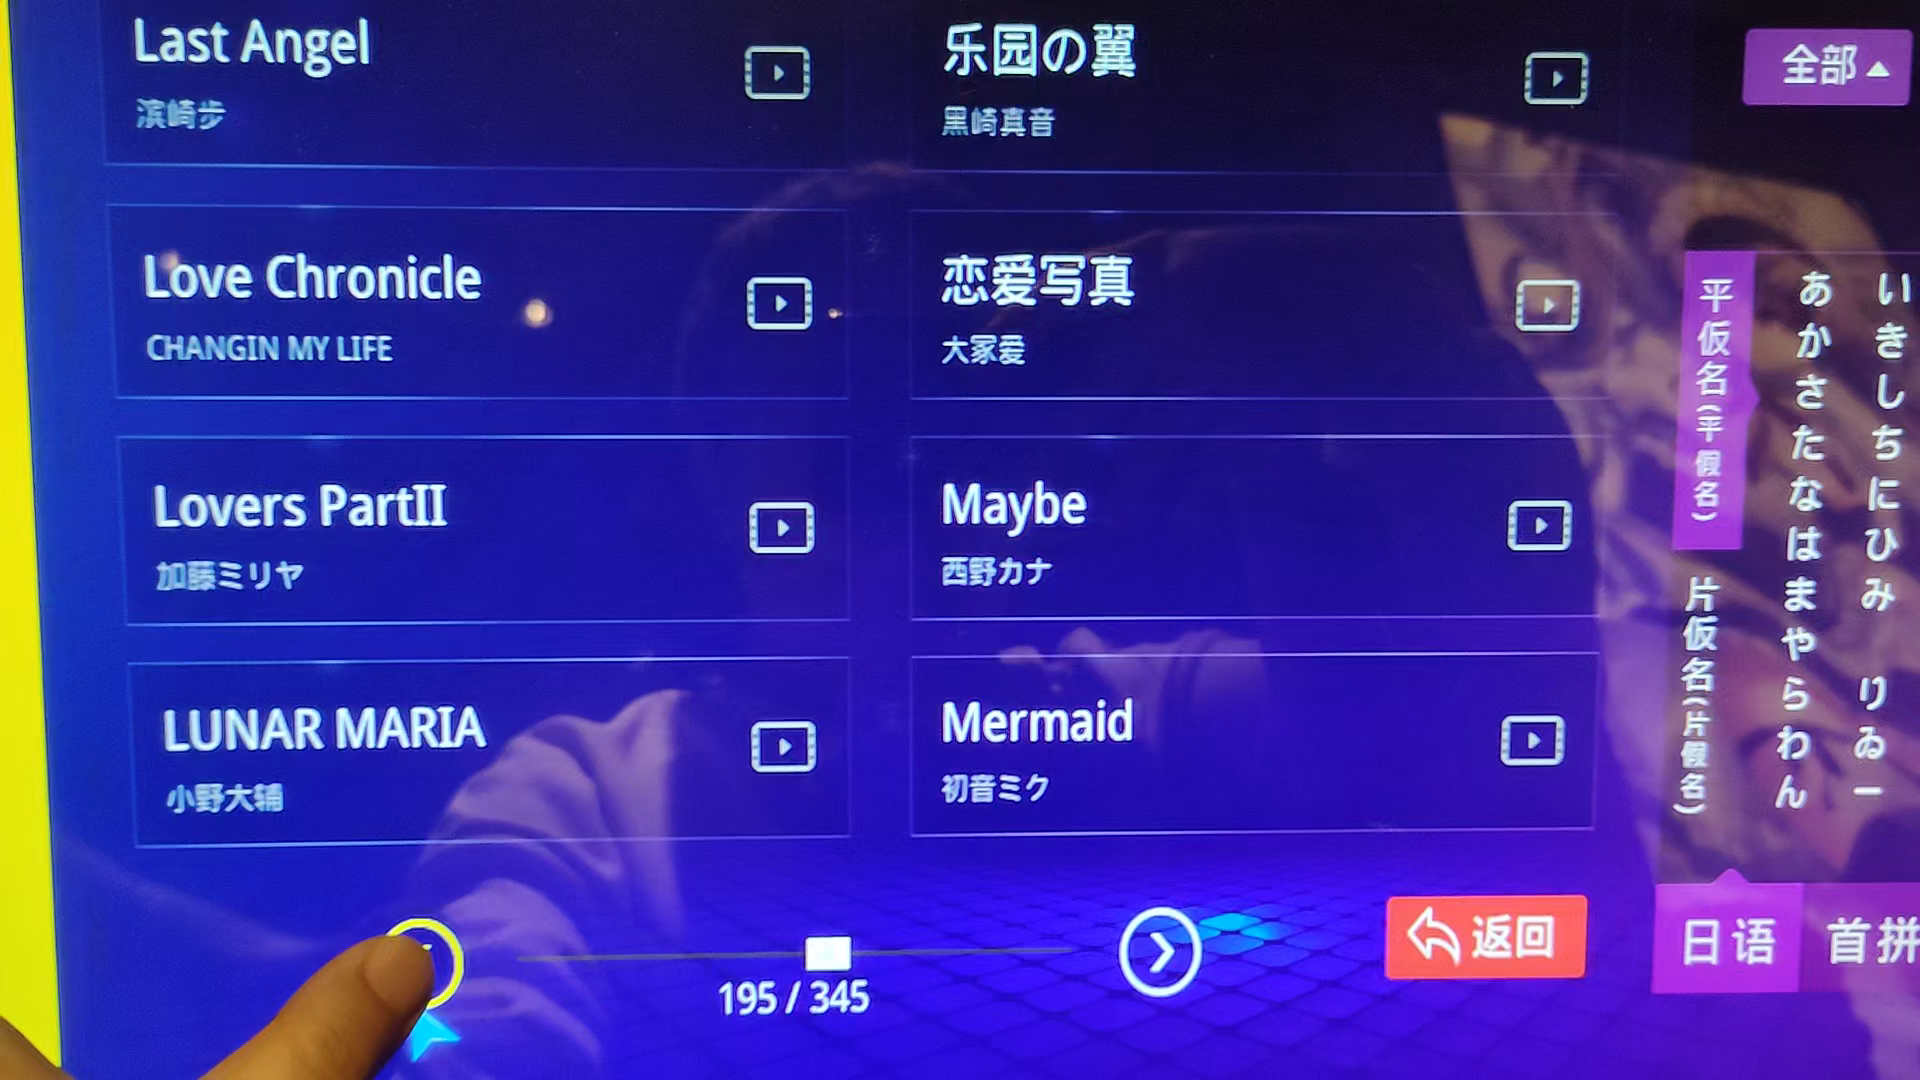 Last Angel
滨崎步
乐园の翼
黑崎真音
Love Chronicle
CHANGIN MY LIFE
恋爱写真
大冢爱
Lovers PartII
加藤ミリヤ
Maybe
西野カナ
LUNAR MARIA
小野大辅
Mermaid
初音ミク
195 / 345
返回
全部
平仮名(平假名)
片仮名(片假名)
あかさたなはまやらわん
いきしちにひみ りゐー
日语
首拼